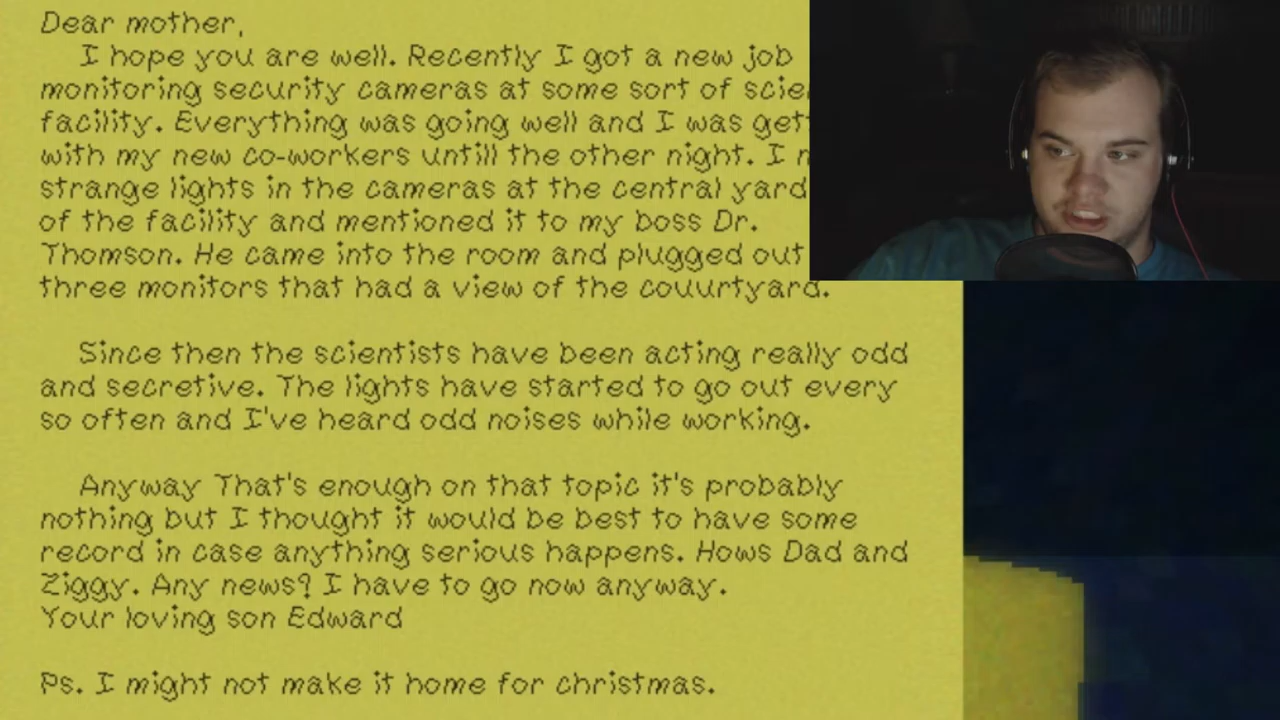 Dear mother,
I hope you are well. Recently I got a new job
monitoring security cameras at some sort of
facility. Everything was going well and I was
with my new co-workers untill the other night. I
strange lights in the cameras at the central yard
of the facility and mentioned it to my boss Dr.
Thomson. He came into the room and plugged out
three monitors that had a view of the couurtyard.
Since then the scientists have been acting really odd
and secretive. The lights have started to go out every
so often and I've heard odd noises while working.
Anyway That's enough on that topic it's probably
nothing but I thought it would be best to have some
record in case anything serious happens. Hows Dad and
Ziggy. Any news? I have to go now anyway.
Your loving son Edward
Ps. I might not make it home for christmas.